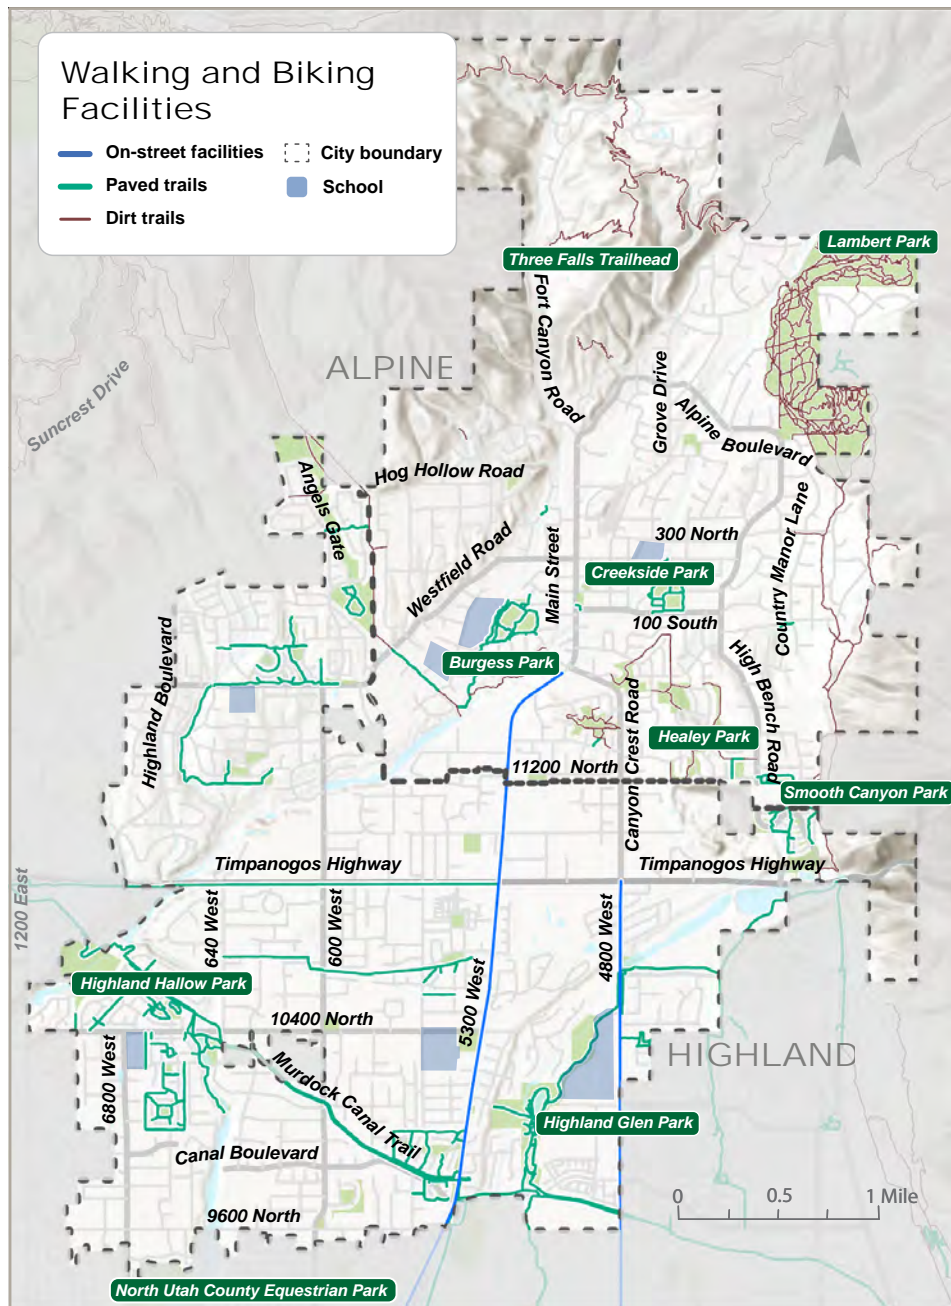 Walking and Biking
Facilities
On-street facilities
City boundary
Paved trails
School
Dirt trails
Lambert Park
Three Falls Trailhead
Fort Canyon Road
ALPINE
Suncrest Drive
Grove Drive
Alpine Boulevard
Hog Hollow Road
Angels Gate
Country Manor Lane
300 North
Main Street
Westfield Road
Creekside Park
100 South
Burgess Park
High Bench Road
Highland Boulevard
Canyon Crest Road
Healey Park
11200 North
Smooth Canyon Park
Timpanogos Highway
Timpanogos Highway
1200 East
640 West
600 West
4800 West
Highland Hallow Park
5300 West
10400 North
HIGHLAND
6800 West
Murdock Canal Trail
Highland Glen Park
Canal Boulevard
0 0.5 1 Mile
9600 North
North Utah County Equestrian Park